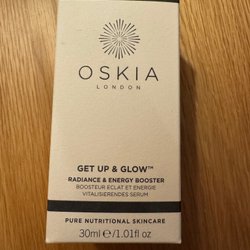 OSKIA
LONDON
GET UP & GLOW™
RADIANCE & ENERGY BOOSTER
BOOSTEUR ECLAT ET ENERGIE
VITALISIERENDES SERUM
PURE NUTRITIONAL SKINCARE
30ml e /1.01fl oz